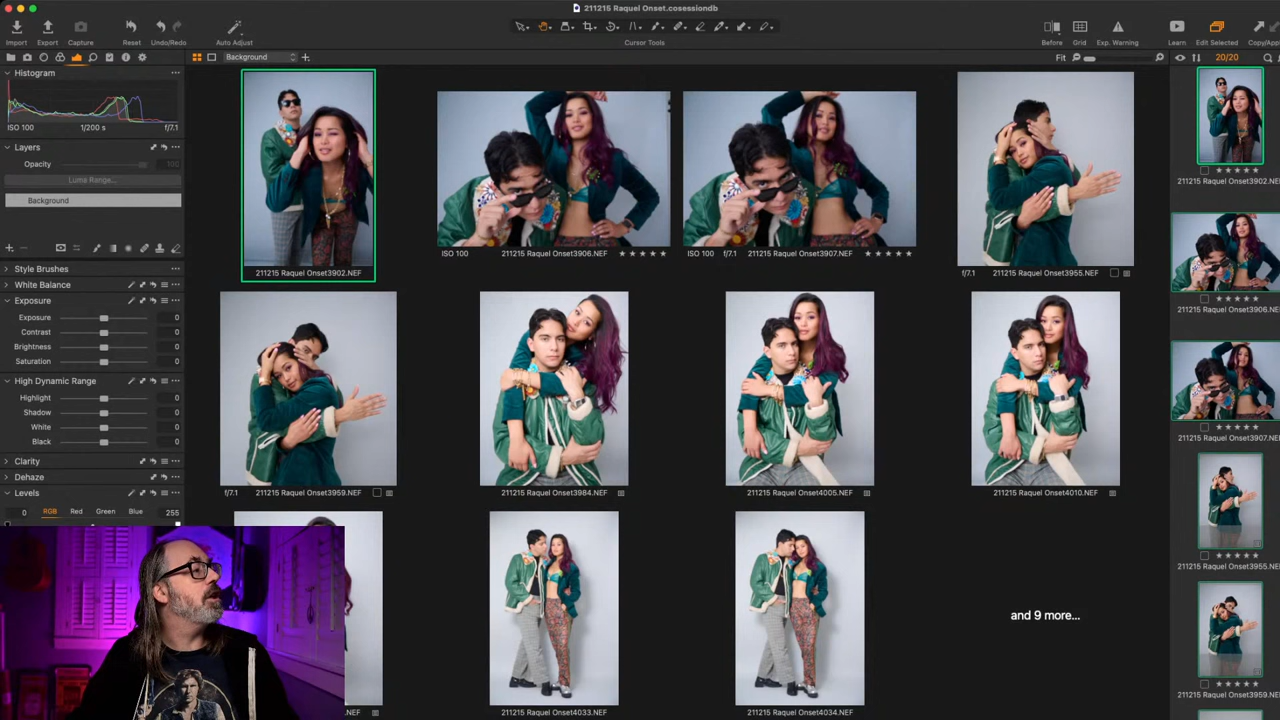 211215 Raquel Onset.cosessiondb
Import Export Capture Reset Undo/Redo Auto Adjust Cursor Tools Before Grid Exp. Warning Learn Edit Selected Copy/App
Background
Fit
20/20
Histogram
ISO 100 1/200 s f/7.1
Layers
Opacity 100
Luma Range...
Background
Style Brushes
White Balance
Exposure
Exposure 0
Contrast 0
Brightness 0
Saturation 0
High Dynamic Range
Highlight 0
Shadow 0
White 0
Black 0
Clarity
Dehaze
Levels
0 RGB Red Green Blue 255
211215 Raquel Onset3902.NEF
ISO 100 211215 Raquel Onset3906.NEF
ISO 100 f/7.1 211215 Raquel Onset3907.NEF
f/7.1 211215 Raquel Onset3955.NEF
f/7.1 211215 Raquel Onset3959.NEF
211215 Raquel Onset3984.NEF
211215 Raquel Onset4005.NEF
211215 Raquel Onset4010.NEF
.NEF
211215 Raquel Onset4033.NEF
211215 Raquel Onset4034.NEF
and 9 more...
211215 Raquel Onset3902.NEF
211215 Raquel Onset3906.NEF
211215 Raquel Onset3907.NEF
211215 Raquel Onset3955.NEF
211215 Raquel Onset3959.NEF